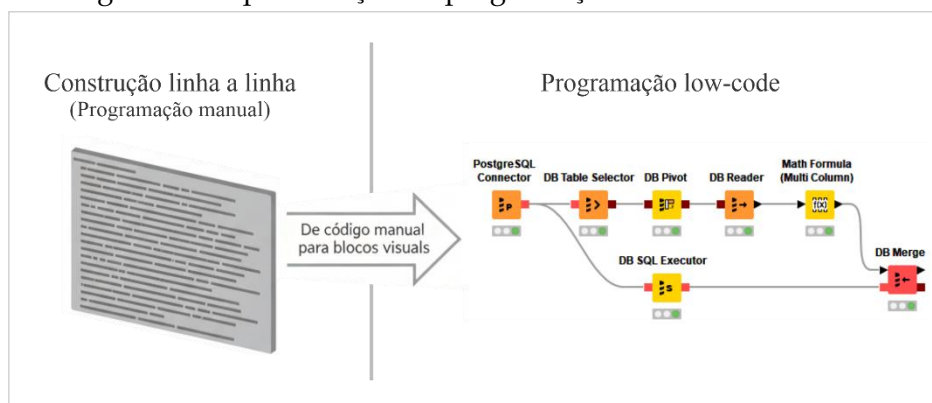 Construção linha a linha
(Programação manual)
Programação low-code
De código manual
para blocos visuals
PostgreSQL
Connector
DB Table Selector
DB Pivot
DB Reader
Math Formula
(Multi Column)
P
f(x)
DB SQL Executor
S
DB Merge